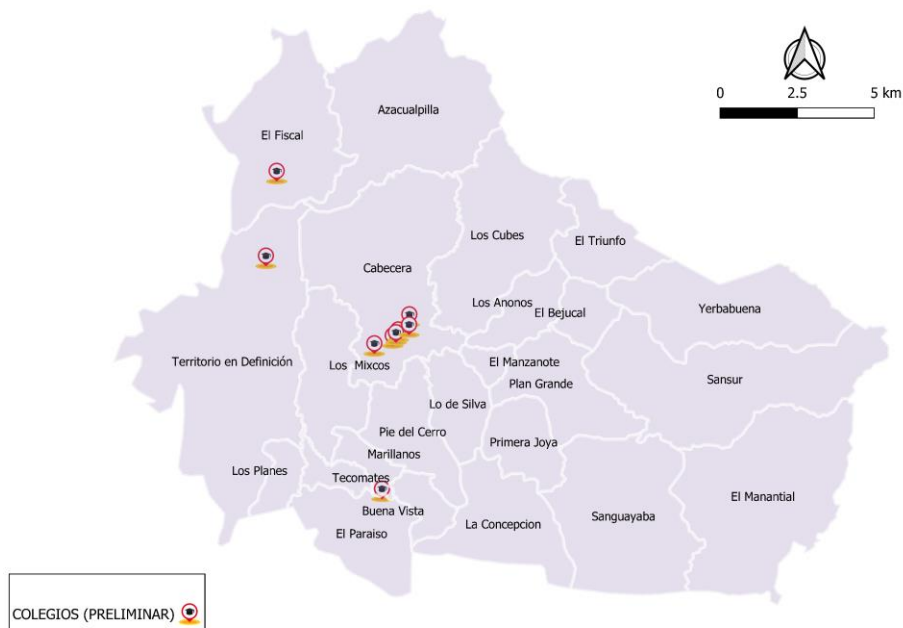 Azacualpilla
El Fiscal
0 2.5 5 km
Los Cubes
El Triunfo
Cabecera
Los Anonos
El Bejucal
Yerbabuena
Territorio en Definición
Los Mixcos
El Manzanote
Plan Grande
Sansur
Lo de Silva
Pie del Cerro
Primera Joya
Marillanos
Los Planes
Tecomates
El Manantial
Buena Vista
La Concepcion
Sanguayaba
El Paraiso
COLEGIOS (PRELIMINAR)